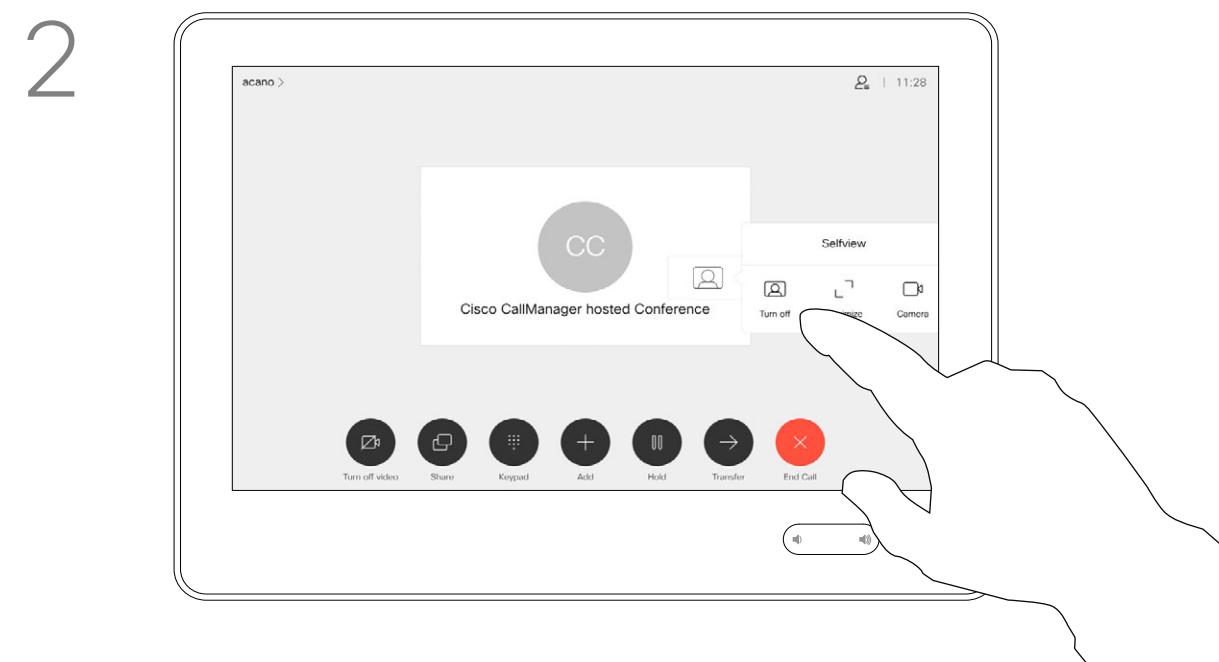 2
acano >
11:28
CC
Cisco CallManager hosted Conference
Selfview
Turn off
Camera
Turn off video
Share
Keypad
Add
Hold
Transfer
End Call